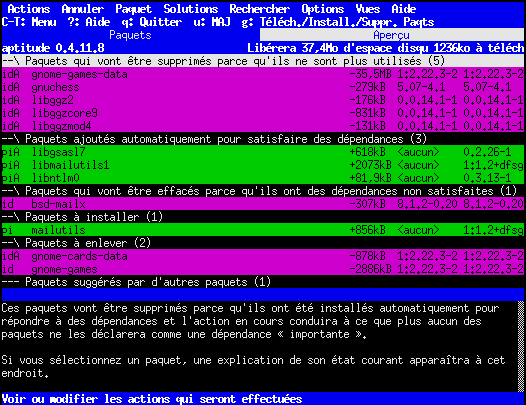 Actions  Annuler  Paquet  Solutions  Rechercher  Options  Vues  Aide
C-T: Menu  ?: Aide  q: Quitter  u: MAJ  g: Téléch./Install./Suppr. Paqts
Paquets  Aperçu
aptitude 0.4.11.8  Libérera 37,4Mo d'espace disqu 1236ko à téléch
--\ Paquets qui vont être supprimés parce qu'ils ne sont plus utilisés (5)
idA  gnome-games-data  -35,5MB  1:2.22.3-2  1:2.22.3-2
idA  gnuchess  -279kB  5.07-4.1  5.07-4.1
idA  libggz2  -176kB  0.0.14.1-1  0.0.14.1-1
idA  libggzcore9  -831kB  0.0.14.1-1  0.0.14.1-1
idA  libggzmod4  -131kB  0.0.14.1-1  0.0.14.1-1
--\ Paquets ajoutés automatiquement pour satisfaire des dépendances (3)
piA  libgsasl7  +618kB  <aucun>  0.2.26-1
piA  libmailutils1  +2073kB  <aucun>  1:1.2+dfsg
piA  libntlm0  +81.9kB  <aucun>  0.3.13-1
--\ Paquets qui vont être effacés parce qu'ils ont des dépendances non satisfaites (1)
id  bsd-mailx  -307kB  8.1.2-0.20  8.1.2-0.20
--\ Paquets à installer (1)
pi  mailutils  +856kB  <aucun>  1:1.2+dfsg
--\ Paquets à enlever (2)
idA  gnome-cards-data  -878kB  1:2.22.3-2  1:2.22.3-2
id  gnome-games  -2886kB  1:2.22.3-2  1:2.22.3-2
--- Paquets suggérés par d'autres paquets (1)
Ces paquets vont être supprimés parce qu'ils ont été installés automatiquement pour
répondre à des dépendances et l'action en cours conduira à ce que plus aucun des
paquets ne les déclarera comme une dépendance « importante ».
Si vous sélectionnez un paquet, une explication de son état courant apparaîtra à cet
endroit.
Voir ou modifier les actions qui seront effectuées